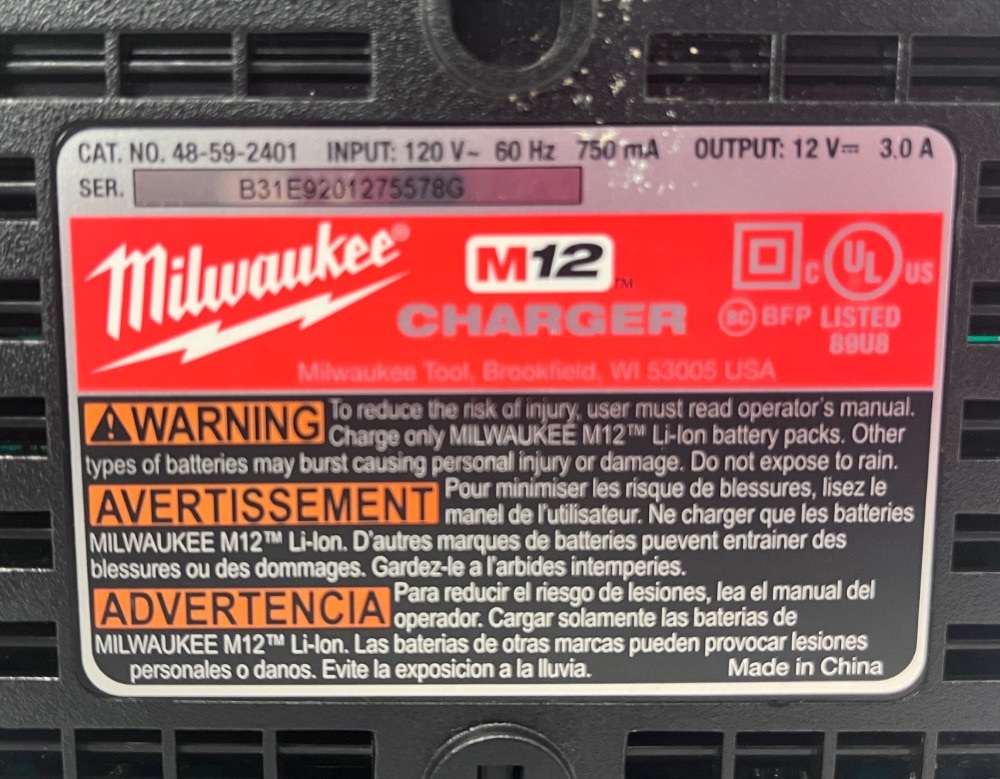 CAT. NO. 48-59-2401 INPUT: 120 V~ 60 Hz 750 mA OUTPUT: 12 V⎓ 3.0 A
SER. B31E9201275578G
Milwaukee®
M12™
CHARGER
C UL US
BC BFP LISTED
89U8
Milwaukee Tool, Brookfield, WI 53005 USA
⚠WARNING To reduce the risk of injury, user must read operator's manual.
Charge only MILWAUKEE M12™ Li-Ion battery packs. Other
types of batteries may burst causing personal injury or damage. Do not expose to rain.
AVERTISSEMENT Pour minimiser les risque de blessures, lisez le
manel de l'utilisateur. Ne charger que les batteries
MILWAUKEE M12™ Li-Ion. D'autres marques de batteries puevent entrainer des
blessures ou des dommages. Gardez-le a l'arbides intemperies.
ADVERTENCIA Para reducir el riesgo de lesiones, lea el manual del
operador. Cargar solamente las baterias de
MILWAUKEE M12™ Li-Ion. Las baterias de otras marcas pueden provocar lesiones
personales o danos. Evite la exposicion a la lluvia. Made in China